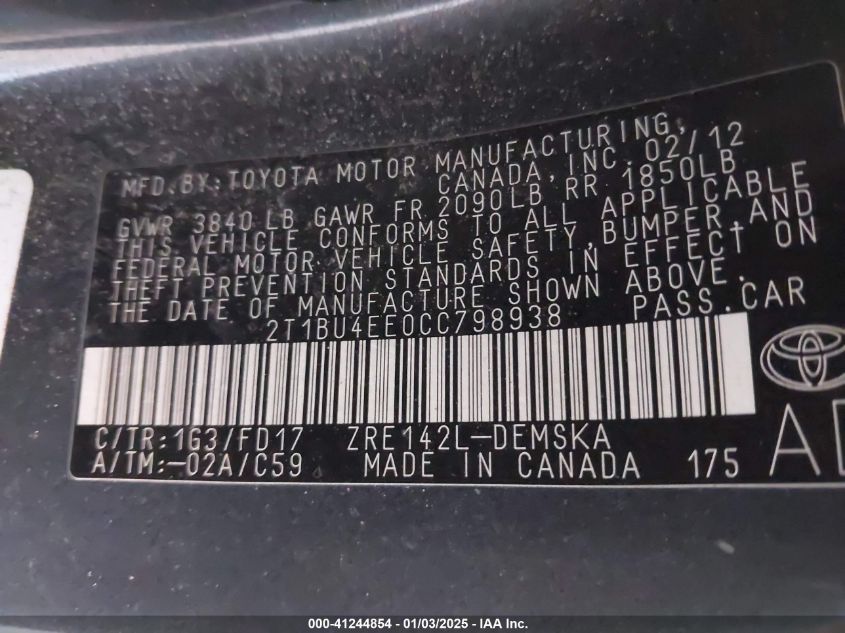 MFD.BY:TOYOTA MOTOR MANUFACTURING,
CANADA,INC. 02/12
GVWR 3840 LB GAWR FR 2090LB RR 1850LB
THIS VEHICLE CONFORMS TO ALL APPLICABLE
FEDERAL MOTOR VEHICLE SAFETY,BUMPER,AND
THEFT PREVENTION STANDARDS IN EFFECT ON
THE DATE OF MANUFACTURE SHOWN ABOVE.
2T1BU4EE0CC798938 PASS.CAR
C/TR:1G3/FD17 ZRE142L-DEMSKA
A/TM:-02A/C59 MADE IN CANADA 175
000-41244854 - 01/03/2025 - IAA Inc.